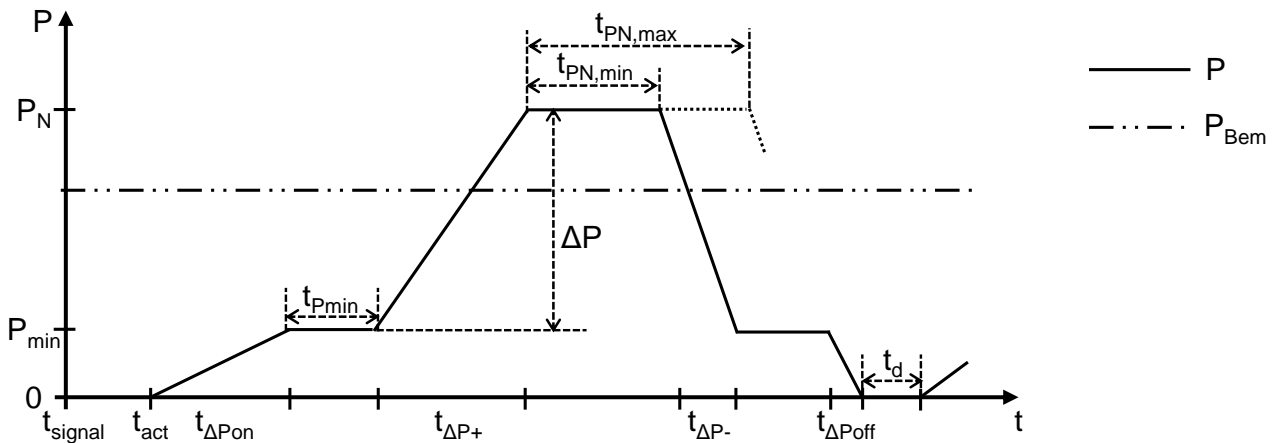 P
t_PN,max
t_PN,min
P
P_N
P_Bem
ΔP
t_Pmin
P_min
t_d
0
t_signal t_act t_ΔPon t_ΔP+ t_ΔP- t_ΔPoff t